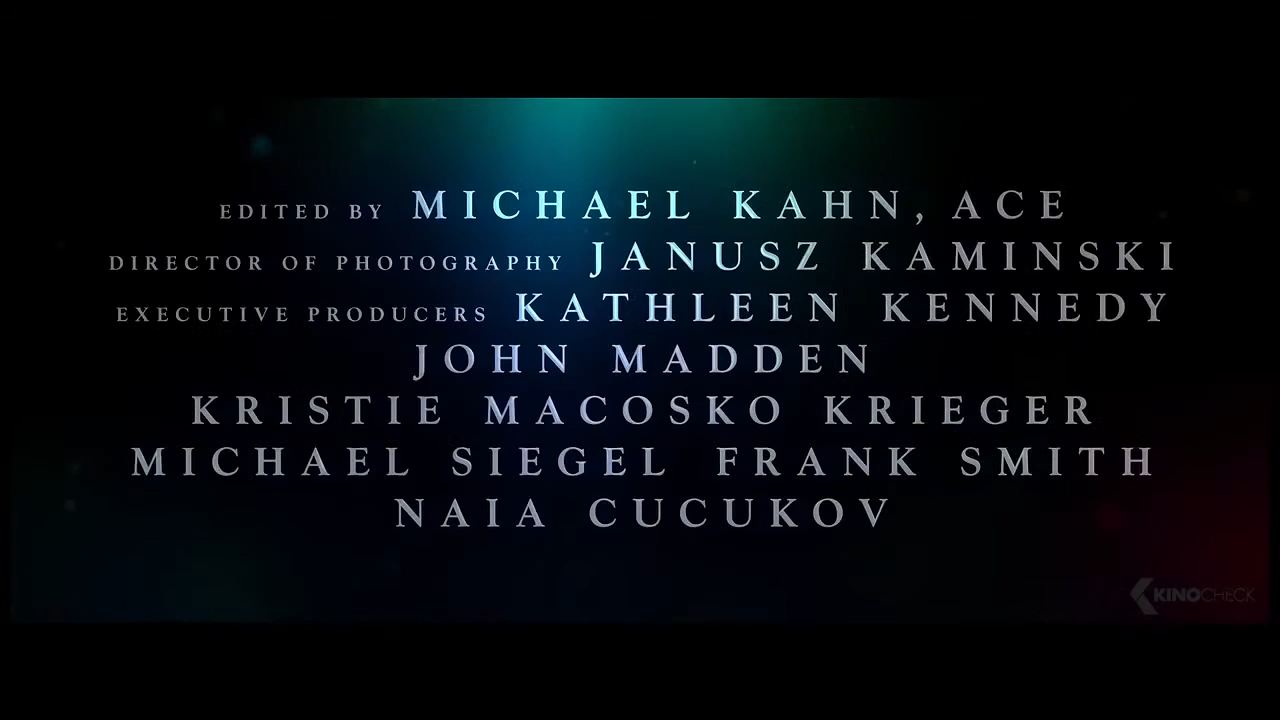 EDITED BY MICHAEL KAHN, ACE
DIRECTOR OF PHOTOGRAPHY JANUSZ KAMINSKI
EXECUTIVE PRODUCERS KATHLEEN KENNEDY
JOHN MADDEN
KRISTIE MACOSKO KRIEGER
MICHAEL SIEGEL FRANK SMITH
NAIA CUCUKOV
KINOCHECK